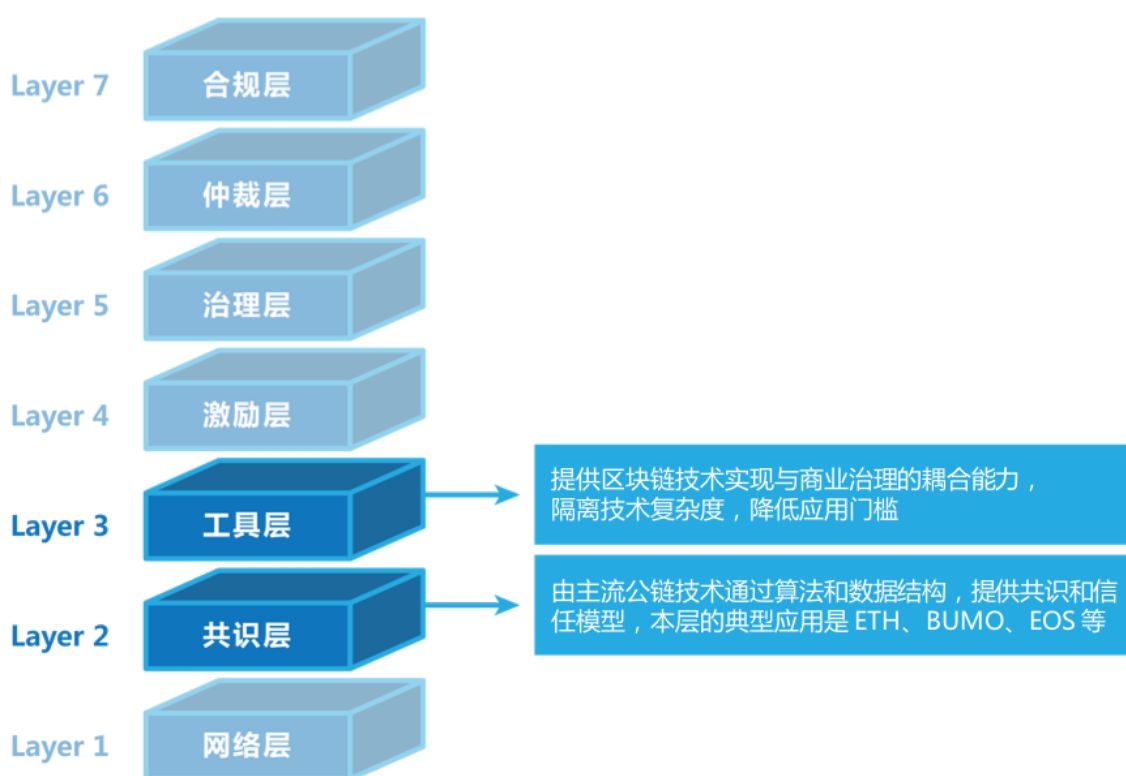 Layer 7 合规层
Layer 6 仲裁层
Layer 5 治理层
Layer 4 激励层
Layer 3 工具层
提供区块链技术实现与商业治理的耦合能力，
隔离技术复杂度，降低应用门槛
Layer 2 共识层
由主流公链技术通过算法和数据结构，提供共识和信
任模型，本层的典型应用是 ETH、BUMO、EOS 等
Layer 1 网络层